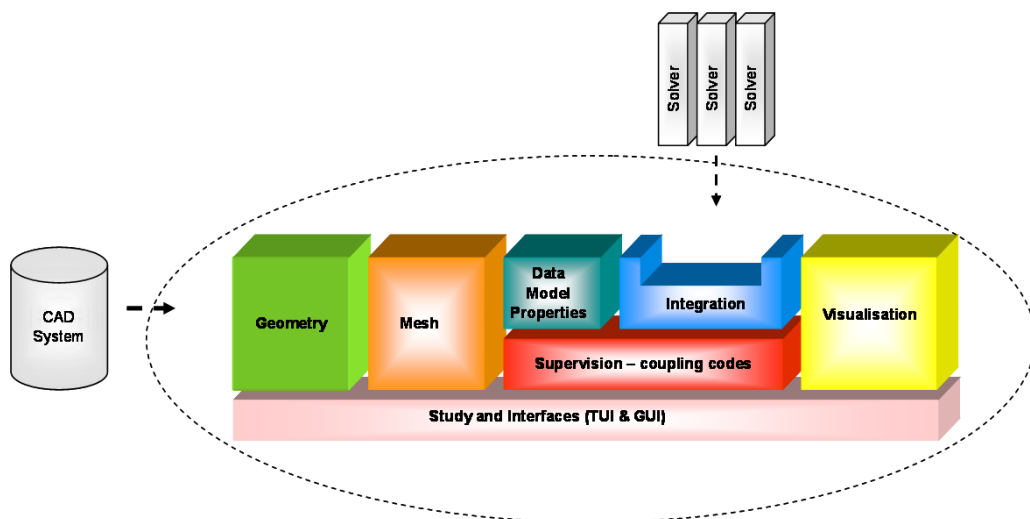 Solver
Solver
Solver
CAD
System
Geometry
Mesh
Data
Model
Properties
Integration
Visualisation
Supervision – coupling codes
Study and Interfaces (TUI & GUI)